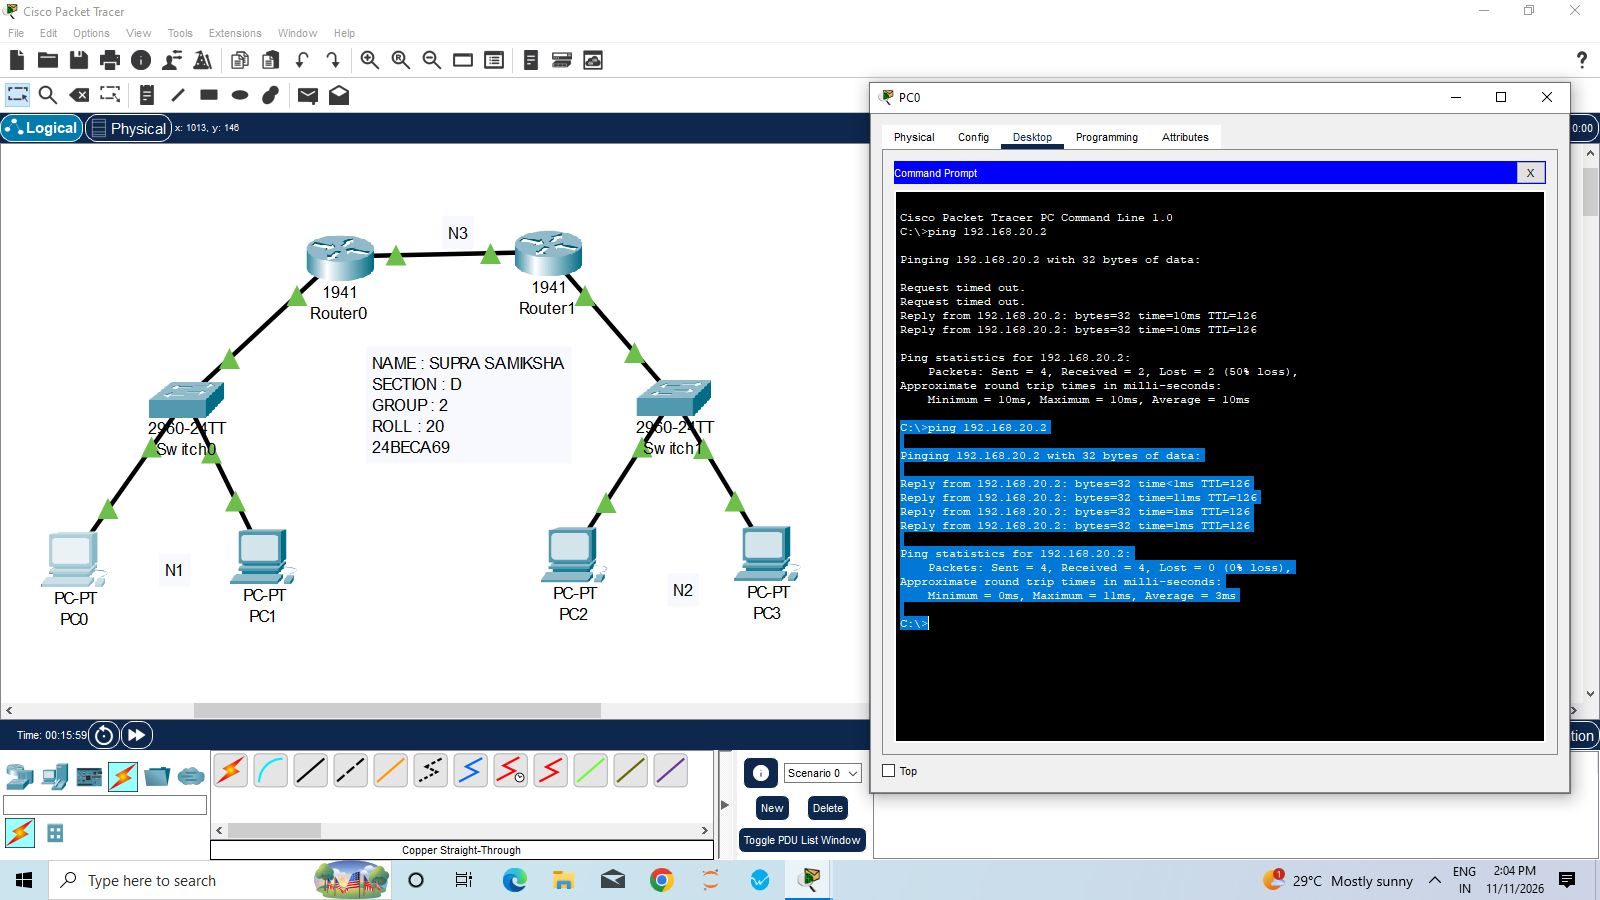 Cisco Packet Tracer
File Edit Options View Tools Extensions Window Help
?
Logical Physical x: 1013, y: 146
0:00
N3
1941
Router0
1941
Router1
NAME : SUPRA SAMIKSHA
SECTION : D
GROUP : 2
ROLL : 20
24BECA69
2960-24TT
Switch0
2960-24TT
Switch1
N1
N2
PC-PT
PC0
PC-PT
PC1
PC-PT
PC2
PC-PT
PC3
PC0
Physical Config Desktop Programming Attributes
Command Prompt
X
Cisco Packet Tracer PC Command Line 1.0
C:\>ping 192.168.20.2
Pinging 192.168.20.2 with 32 bytes of data:
Request timed out.
Request timed out.
Reply from 192.168.20.2: bytes=32 time=10ms TTL=126
Reply from 192.168.20.2: bytes=32 time=10ms TTL=126
Ping statistics for 192.168.20.2:
Packets: Sent = 4, Received = 2, Lost = 2 (50% loss),
Approximate round trip times in milli-seconds:
Minimum = 10ms, Maximum = 10ms, Average = 10ms
C:\>ping 192.168.20.2
Pinging 192.168.20.2 with 32 bytes of data:
Reply from 192.168.20.2: bytes=32 time<1ms TTL=126
Reply from 192.168.20.2: bytes=32 time=11ms TTL=126
Reply from 192.168.20.2: bytes=32 time=1ms TTL=126
Reply from 192.168.20.2: bytes=32 time=1ms TTL=126
Ping statistics for 192.168.20.2:
Packets: Sent = 4, Received = 4, Lost = 0 (0% loss),
Approximate round trip times in milli-seconds:
Minimum = 0ms, Maximum = 11ms, Average = 3ms
C:\>
Top
Time: 00:15:59
tion
Scenario 0
New Delete
Toggle PDU List Window
Copper Straight-Through
Type here to search
1
29°C Mostly sunny
ENG
IN
2:04 PM
11/11/2026